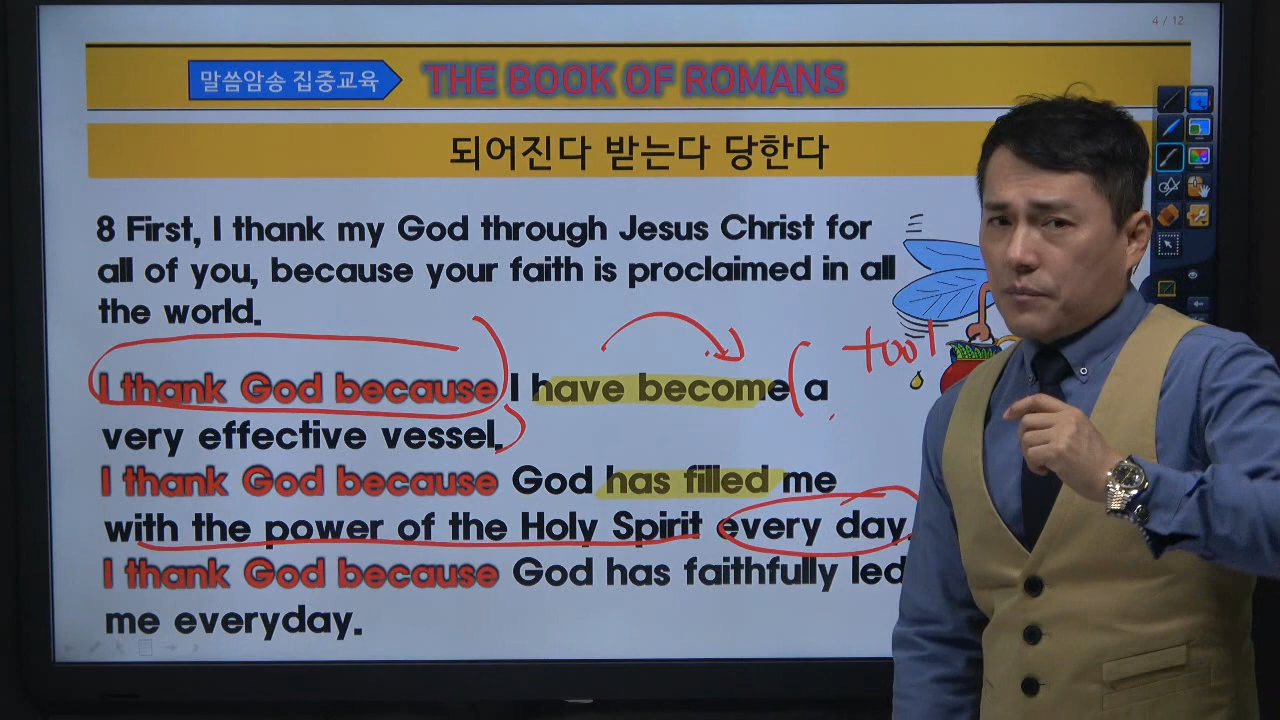 4 / 12
말씀암송 집중교육
THE BOOK OF ROMANS
되어진다 받는다 당한다
8 First, I thank my God through Jesus Christ for
all of you, because your faith is proclaimed in all
the world.
too!
I thank God because I have become a
very effective vessel.
I thank God because God has filled me
with the power of the Holy Spirit every day.
I thank God because God has faithfully led
me everyday.